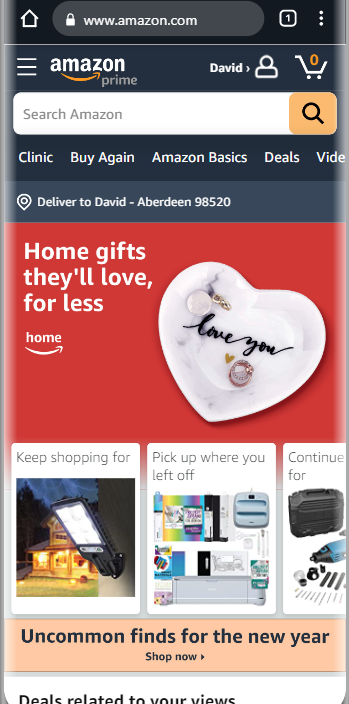 www.amazon.com
1
amazon
prime
David ›
0
Search Amazon
Clinic Buy Again Amazon Basics Deals Vide
Deliver to David - Aberdeen 98520
Home gifts
they'll love,
for less
home
love you
Keep shopping for
Pick up where you
left off
Continue
for
Uncommon finds for the new year
Shop now
Deals related to your views